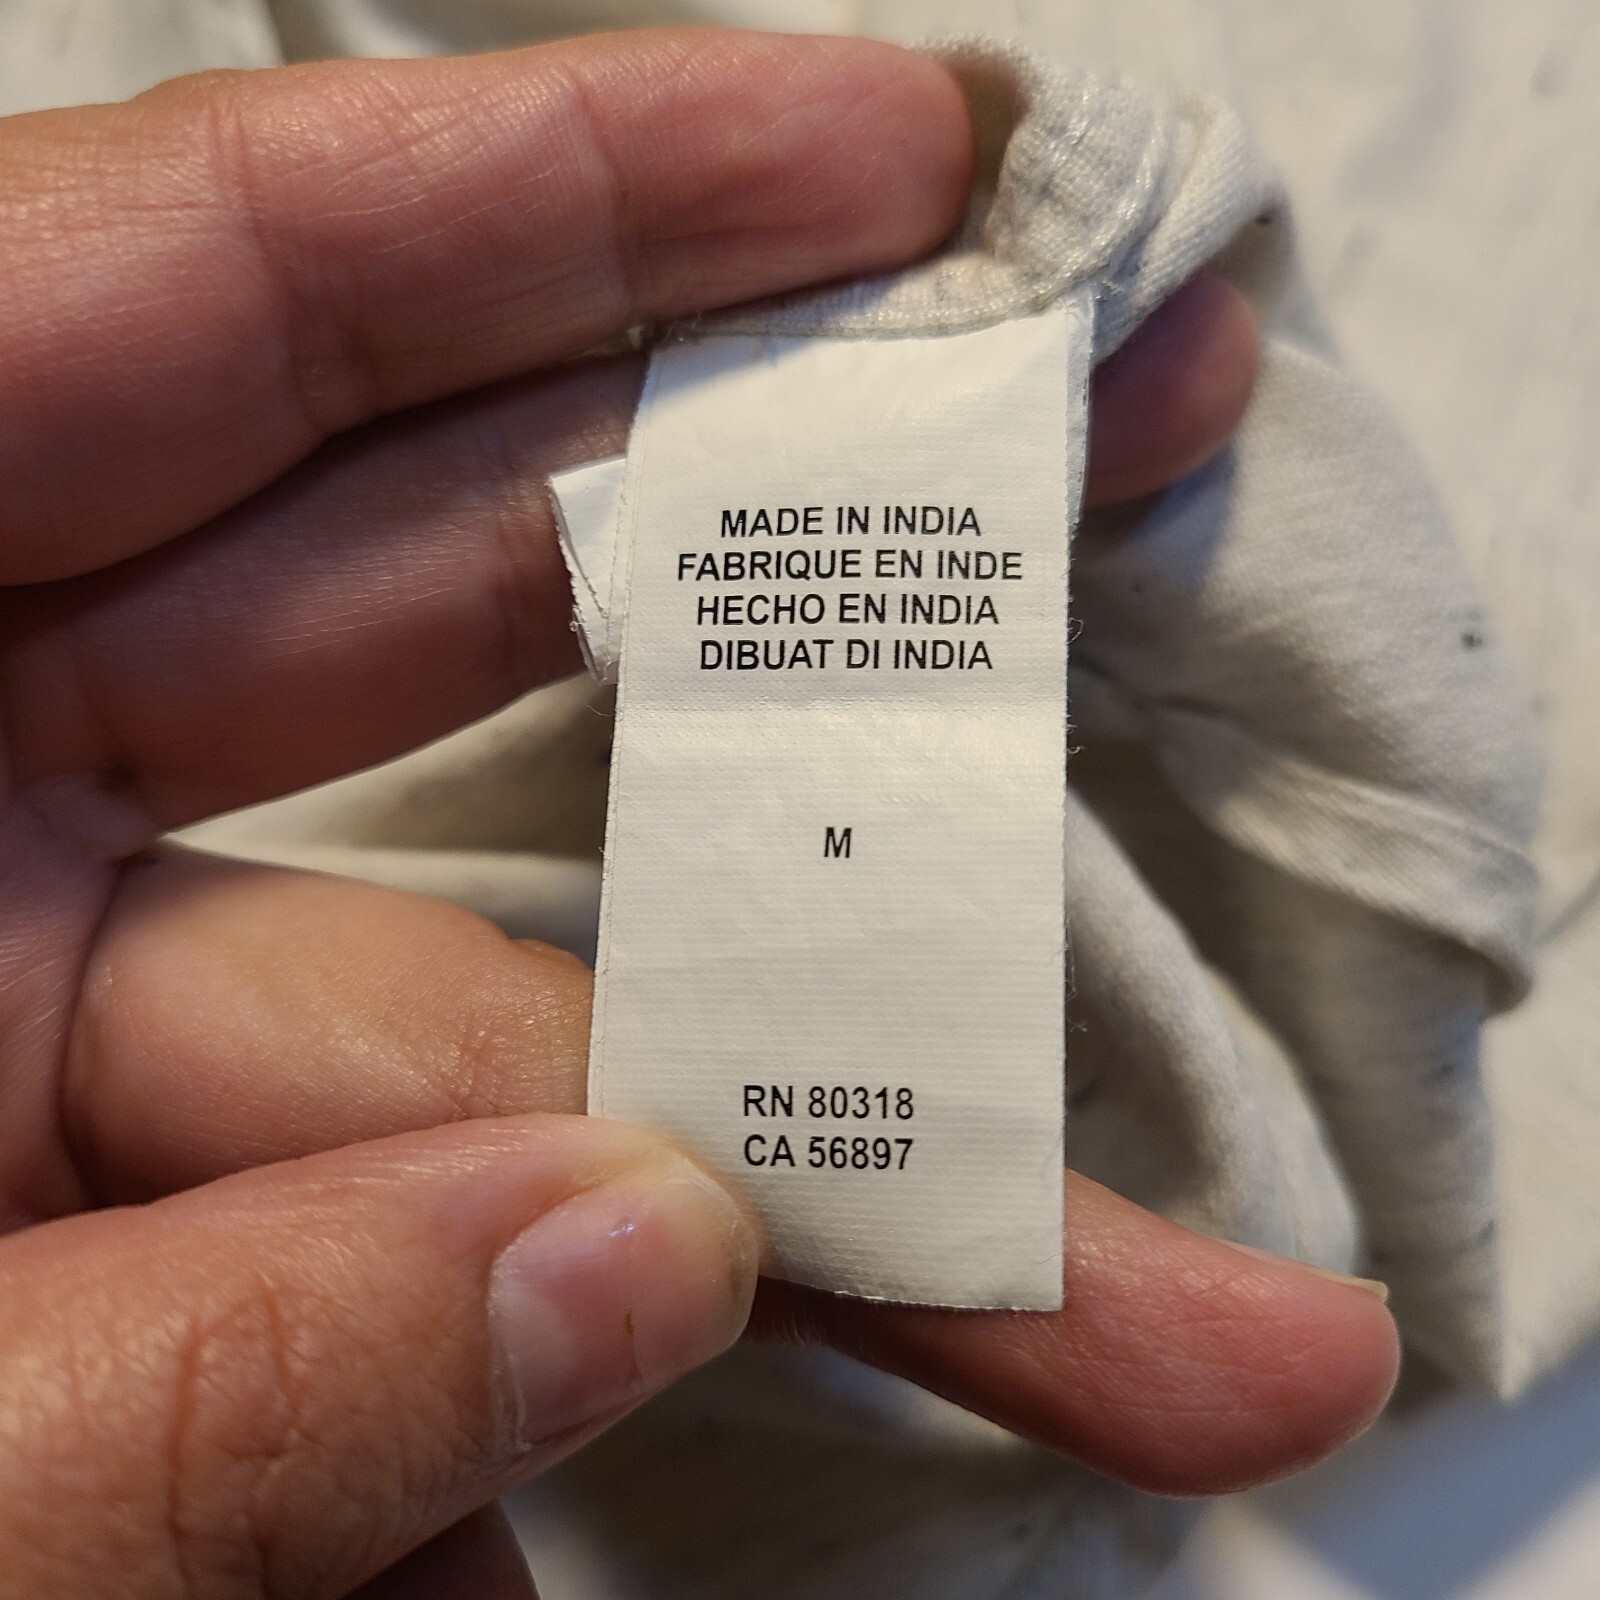 MADE IN INDIA
FABRIQUE EN INDE
HECHO EN INDIA
DIBUAT DI INDIA
M
RN 80318
CA 56897